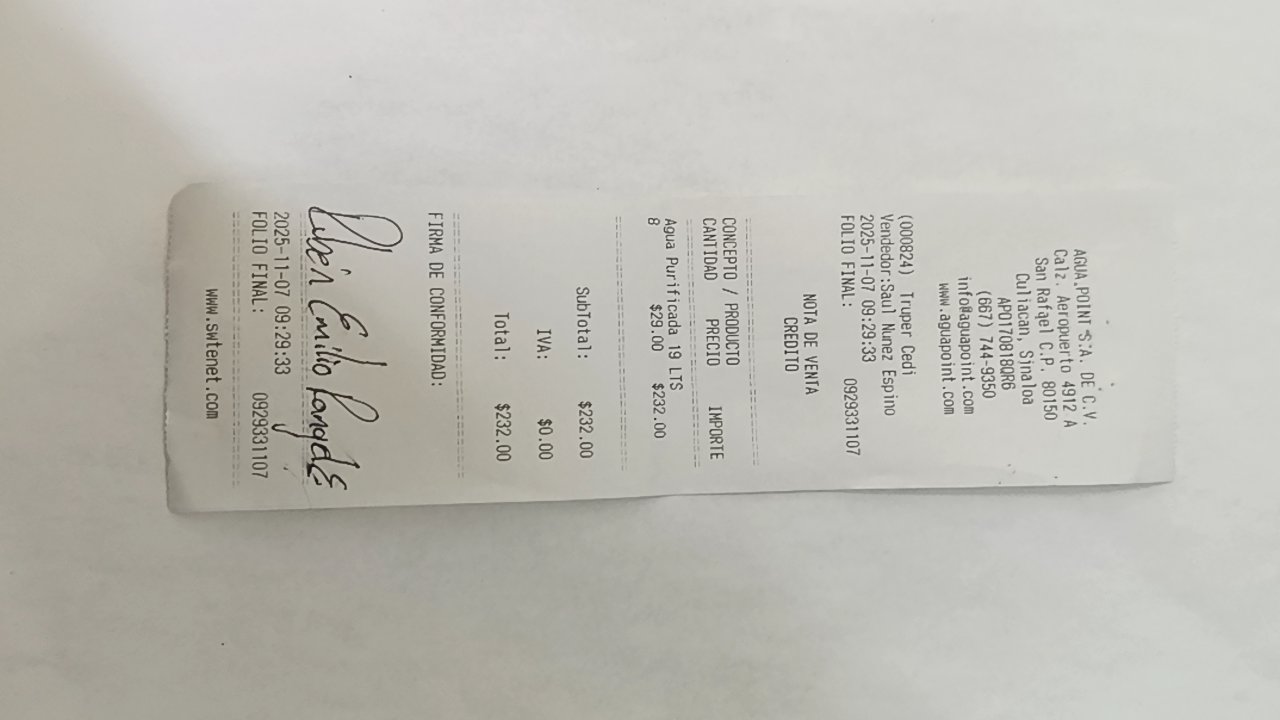 AGUA POINT S.A. DE C.V.
Calz. Aeropuerto 4912 A
San Rafael C.P. 80150
Culiacan, Sinaloa
APO170818QR6
(667) 744-9350
info@aguapoint.com
www.aguapoint.com
(000824) Truper Cedi
Vendedor:Saul Nunez Espino
2025-11-07 09:29:33
FOLIO FINAL: 0929331107
NOTA DE VENTA
CREDITO
CONCEPTO / PRODUCTO
CANTIDAD PRECIO IMPORTE
Agua Purificada 19 LTS
8 $29.00 $232.00
SubTotal: $232.00
IVA: $0.00
Total: $232.00
FIRMA DE CONFORMIDAD:
Emilio
2025-11-07 09:29:33
FOLIO FINAL: 0929331107
www.swtenet.com